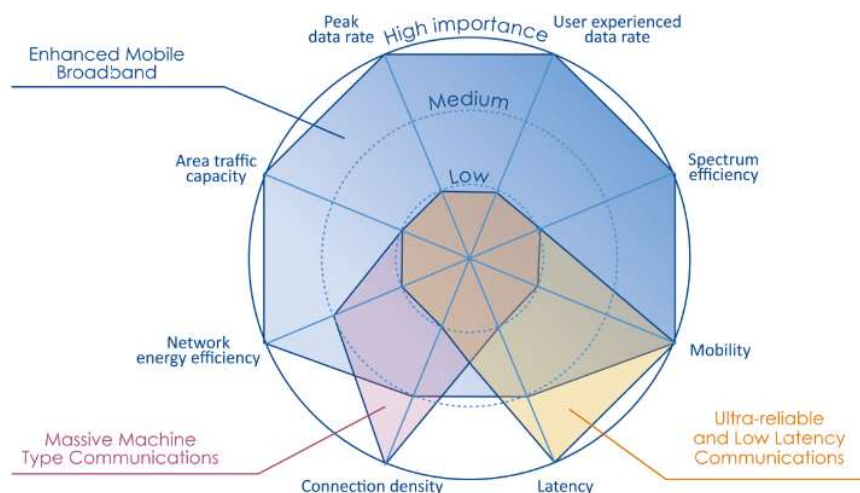 Peak
data rate
High importance
User experienced
data rate
Enhanced Mobile
Broadband
Medium
Area traffic
capacity
Low
Spectrum
efficiency
Network
energy efficiency
Mobility
Massive Machine
Type Communications
Ultra-reliable
and Low Latency
Communications
Connection density
Latency